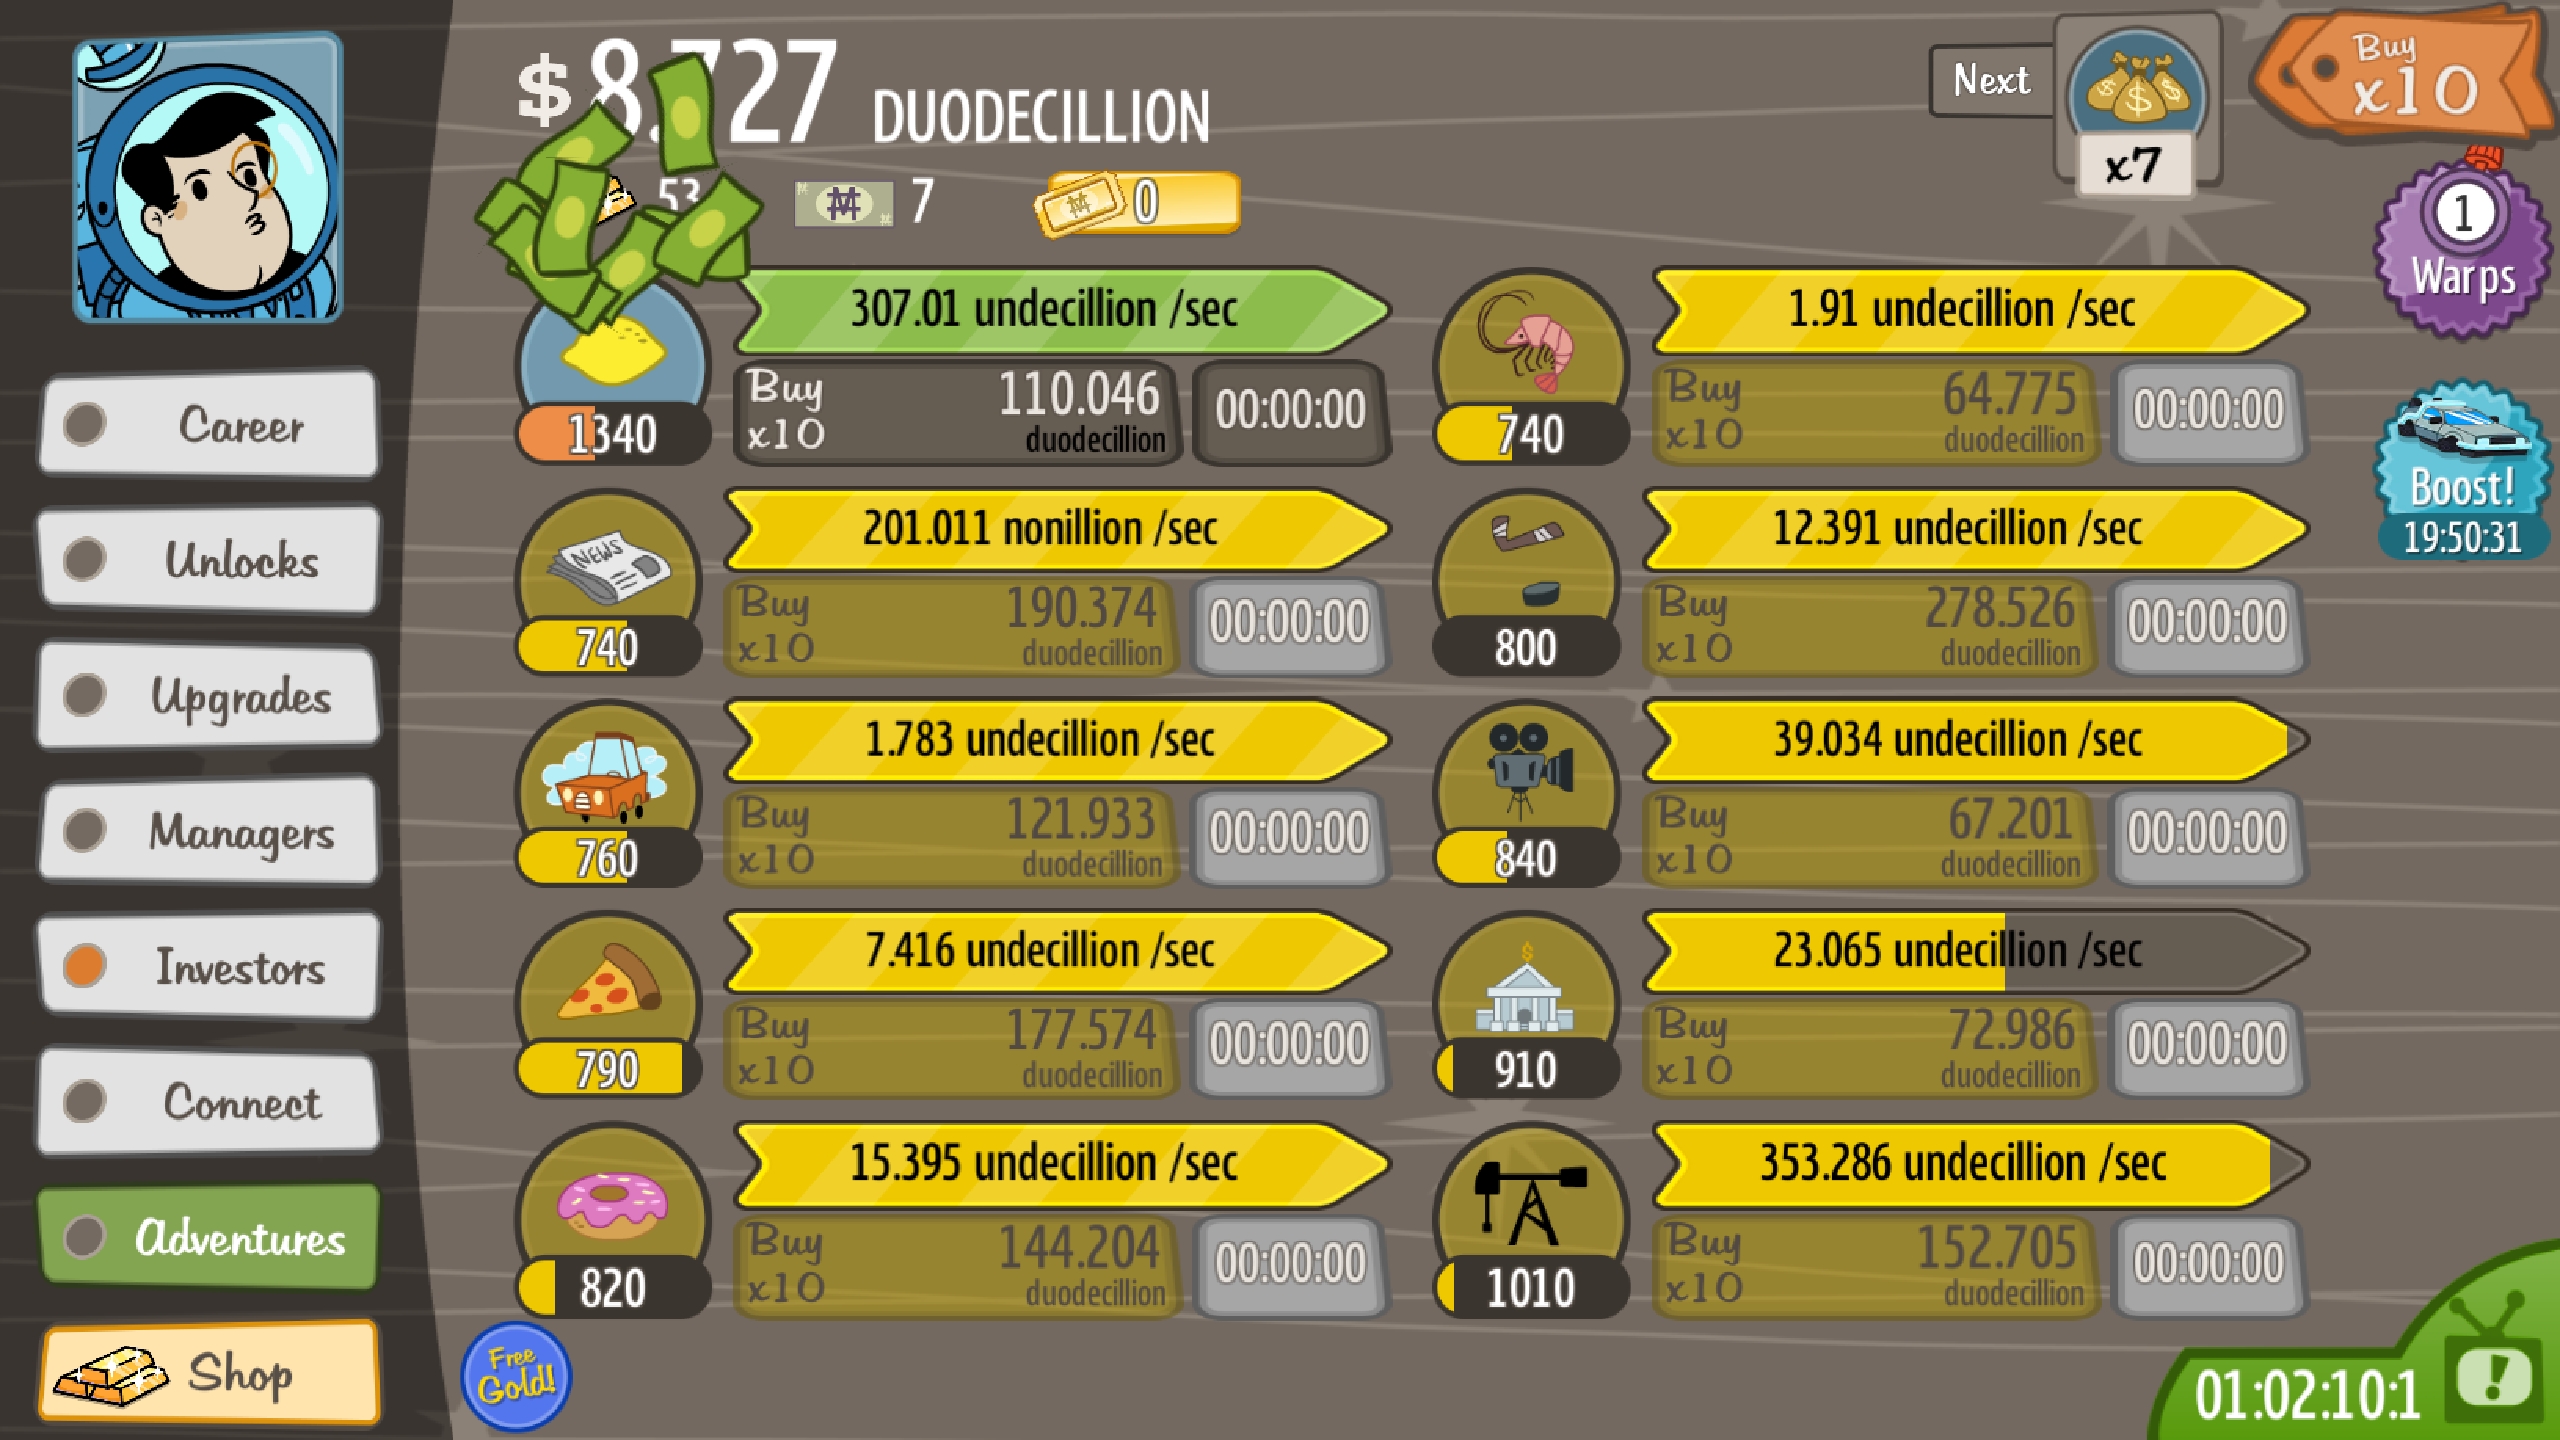 $8.727 DUODECILLION
Next
x7
Buy
x10
53
7
0
1
Warps
Boost!
19:50:31
Career
Unlocks
Upgrades
Managers
Investors
Connect
Adventures
Shop
307.01 undecillion /sec
1340
Buy
x10
110.046
duodecillion
00:00:00
1.91 undecillion /sec
740
Buy
x10
64.775
duodecillion
00:00:00
NEWS
201.011 nonillion /sec
740
Buy
x10
190.374
duodecillion
00:00:00
12.391 undecillion /sec
800
Buy
x10
278.526
duodecillion
00:00:00
1.783 undecillion /sec
760
Buy
x10
121.933
duodecillion
00:00:00
39.034 undecillion /sec
840
Buy
x10
67.201
duodecillion
00:00:00
7.416 undecillion /sec
790
Buy
x10
177.574
duodecillion
00:00:00
23.065 undecillion /sec
910
Buy
x10
72.986
duodecillion
00:00:00
15.395 undecillion /sec
820
Buy
x10
144.204
duodecillion
00:00:00
353.286 undecillion /sec
1010
Buy
x10
152.705
duodecillion
00:00:00
Free
Gold!
01:02:10:1
!